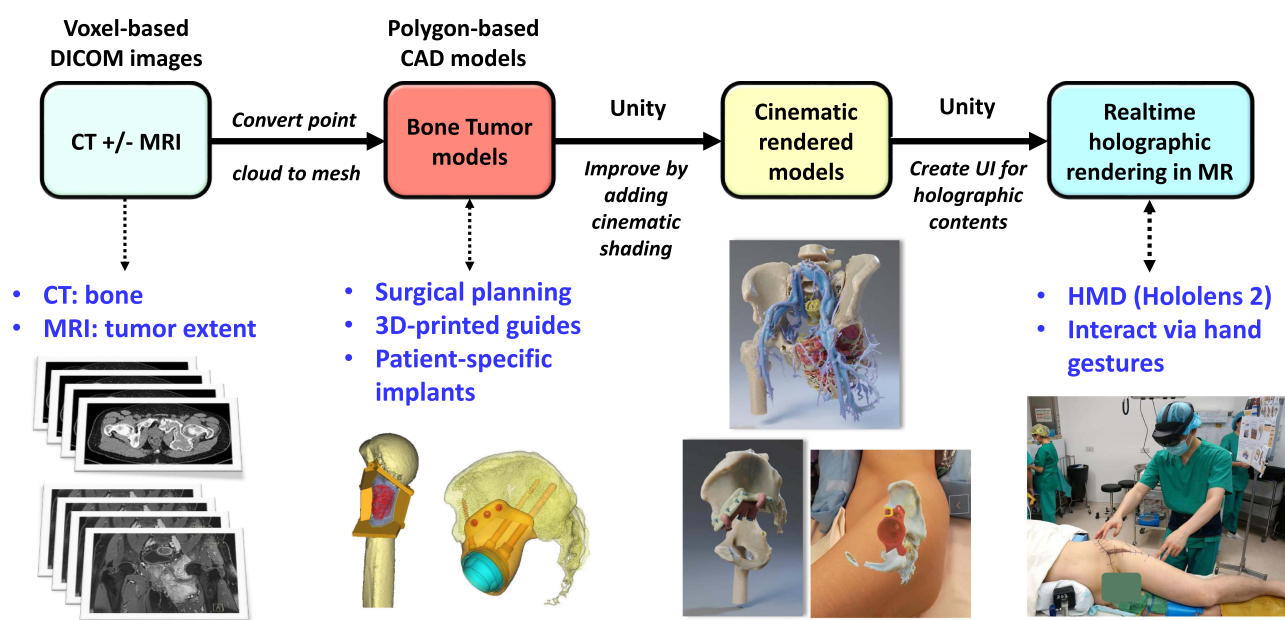 Voxel-based
DICOM images
Polygon-based
CAD models
CT +/- MRI
Convert point
cloud to mesh
Bone Tumor
models
Unity
Improve by
adding
cinematic
shading
Cinematic
rendered
models
Unity
Create UI for
holographic
contents
Realtime
holographic
rendering in MR
• CT: bone
• MRI: tumor extent
• Surgical planning
• 3D-printed guides
• Patient-specific
implants
• HMD (Hololens 2)
• Interact via hand
gestures